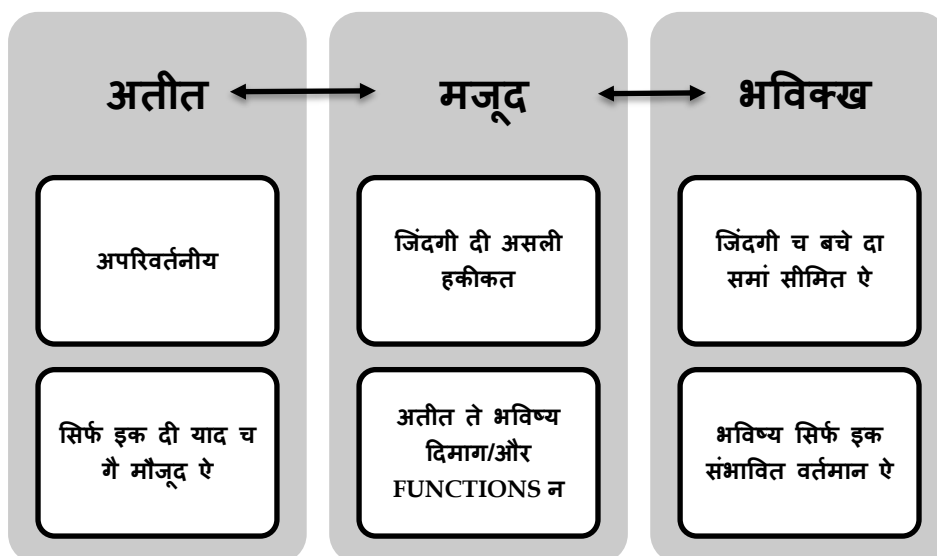 अतीत
अपरिवर्तनीय
सिर्फ इक दी याद च
गै मौजूद ऐ
मजूद
जिंदगी दी असली
हकीकत
अतीत ते भविष्य
दिमाग/और
FUNCTIONS न
भविक्ख
जिंदगी च बचे दा
समां सीमित ऐ
भविष्य सिर्फ इक
संभावित वर्तमान ऐ